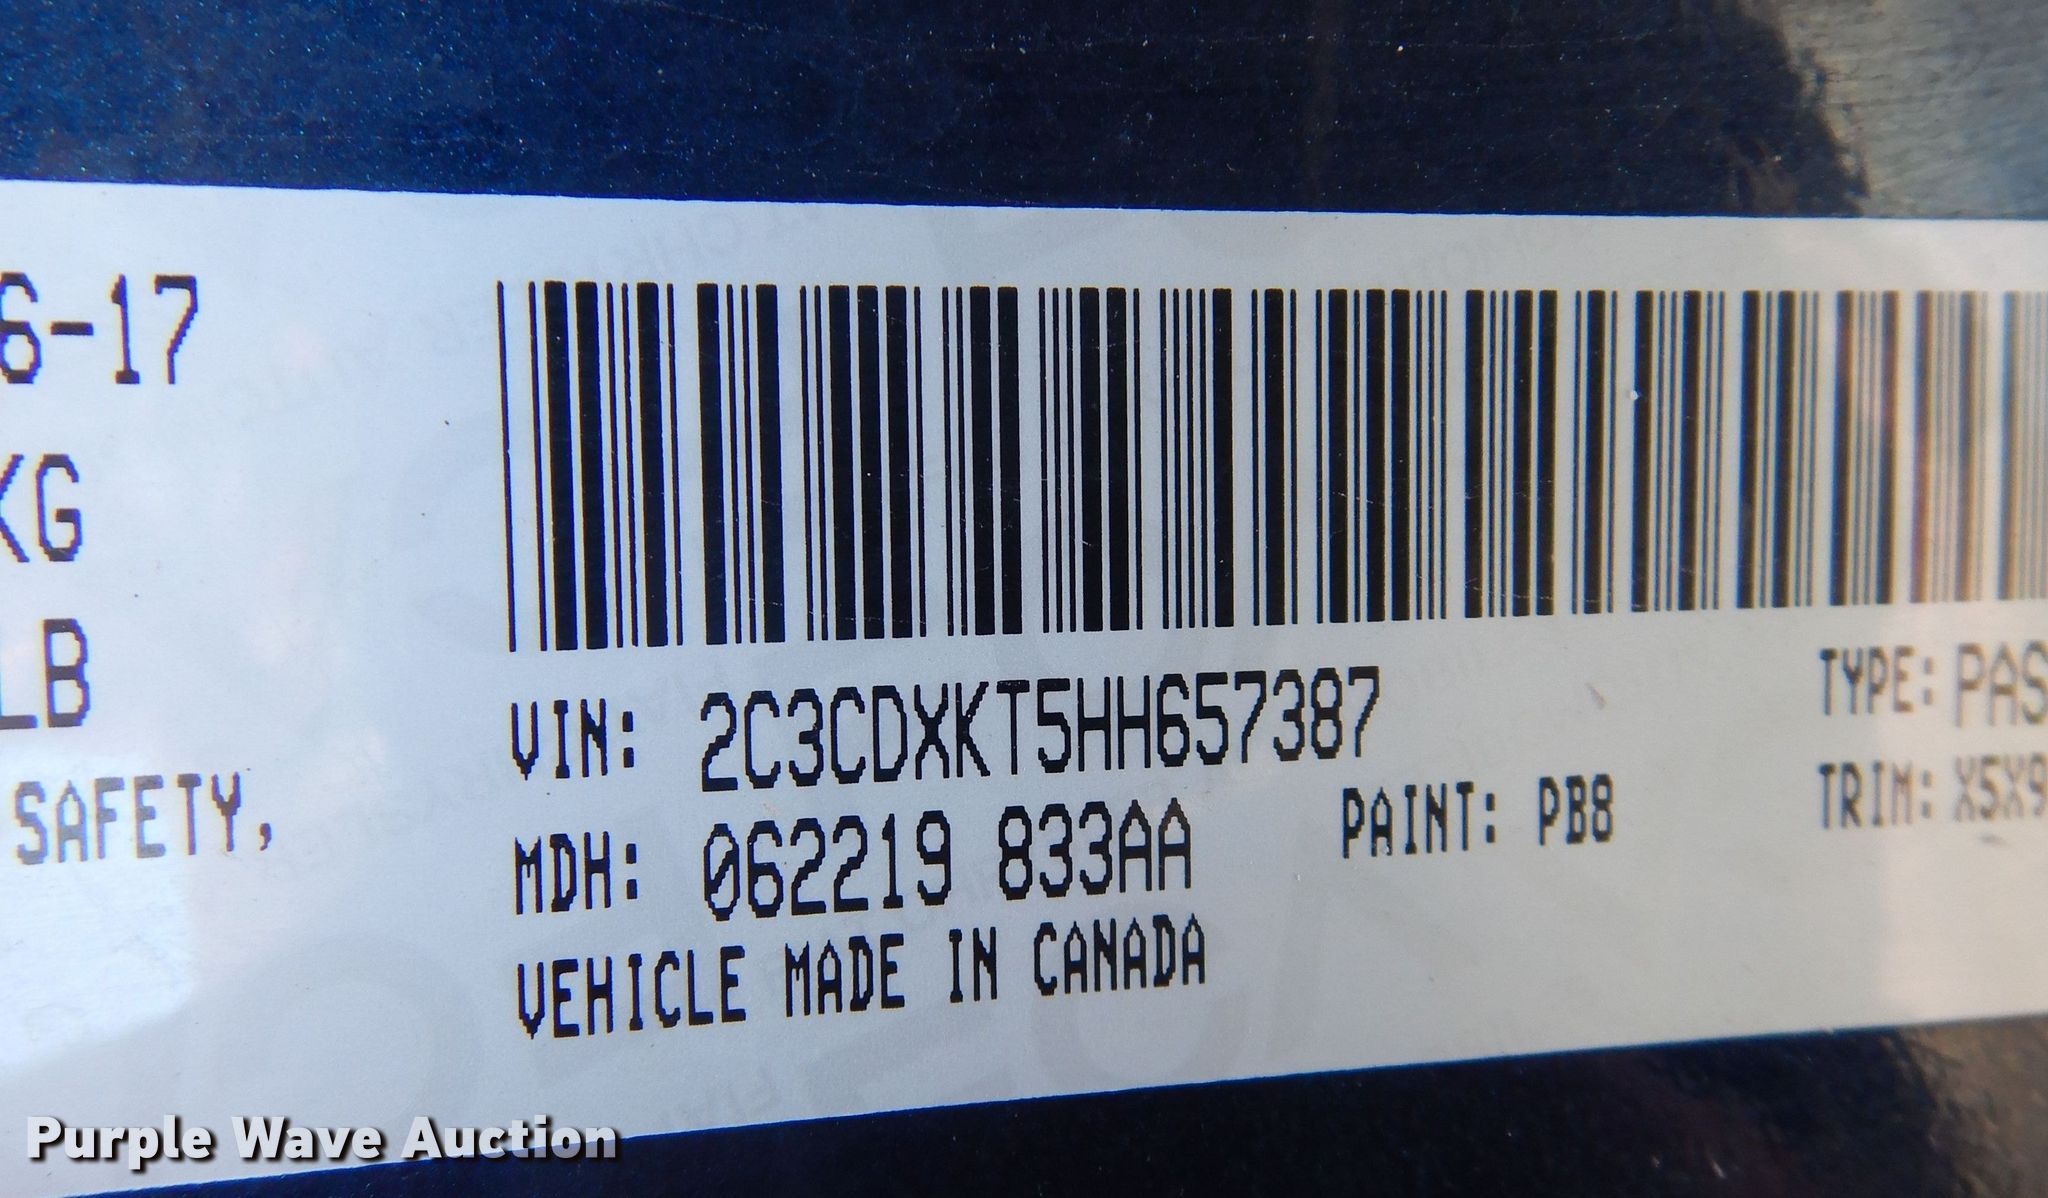 6-17
KG
LB
SAFETY,
VIN: 2C3CDXKT5HH657387
TYPE: PAS
MDH: 062219 833AA
PAINT: PB8
TRIM: X5X9
VEHICLE MADE IN CANADA
Purple Wave Auction